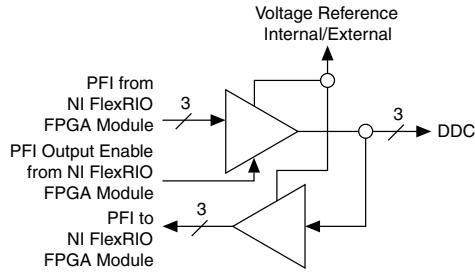 Voltage Reference
Internal/External
PFI from
NI FlexRIO
FPGA Module
3
3
DDC
PFI Output Enable
from NI FlexRIO
FPGA Module
PFI to
NI FlexRIO
FPGA Module
3